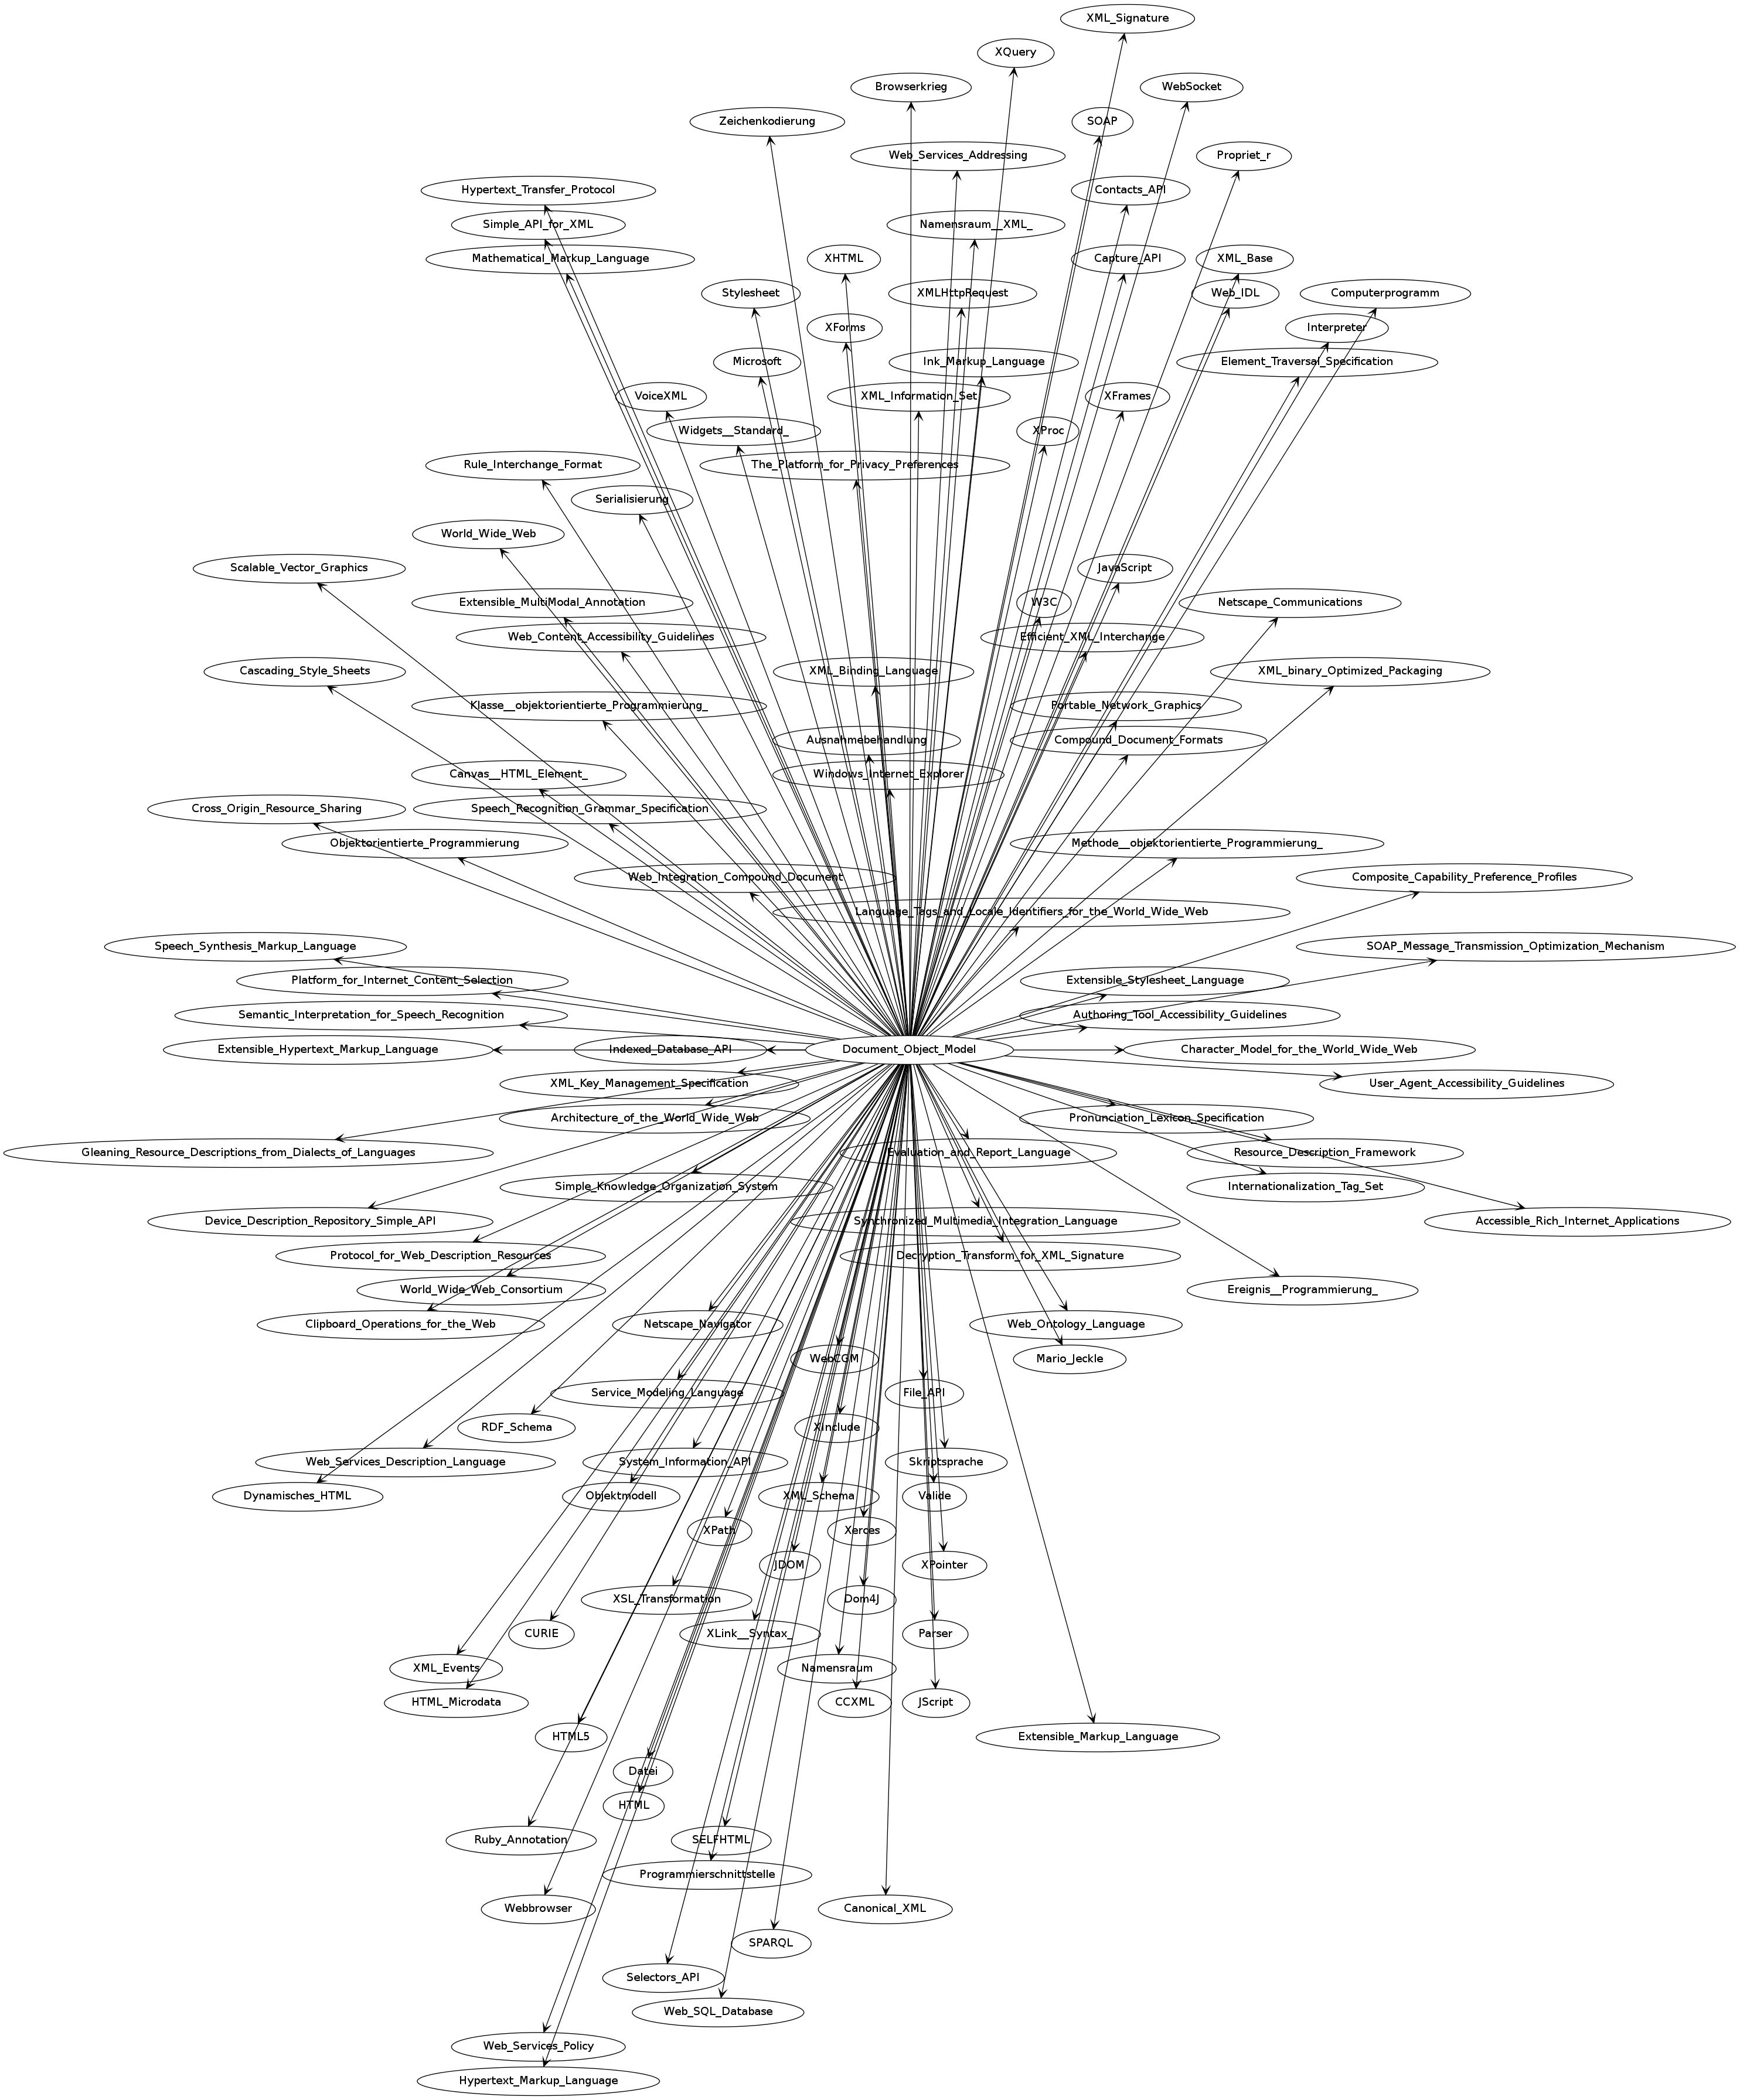 XML_Signature
XQuery
Browserkrieg
WebSocket
Zeichenkodierung
SOAP
Web_Services_Addressing
Propriet_r
Hypertext_Transfer_Protocol
Contacts_API
Simple_API_for_XML
Namensraum__XML_
Mathematical_Markup_Language
XHTML
Capture_API
XML_Base
Stylesheet
XMLHttpRequest
Web_IDL
Computerprogramm
XForms
Interpreter
Microsoft
Ink_Markup_Language
Element_Traversal_Specification
VoiceXML
XML_Information_Set
XFrames
Widgets__Standard_
XProc
Rule_Interchange_Format
The_Platform_for_Privacy_Preferences
Serialisierung
World_Wide_Web
Scalable_Vector_Graphics
JavaScript
Extensible_MultiModal_Annotation
W3C
Netscape_Communications
Web_Content_Accessibility_Guidelines
Efficient_XML_Interchange
Cascading_Style_Sheets
XML_Binding_Language
XML_binary_Optimized_Packaging
Klasse__objektorientierte_Programmierung_
Portable_Network_Graphics
Ausnahmebehandlung
Compound_Document_Formats
Canvas__HTML_Element_
Windows_Internet_Explorer
Cross_Origin_Resource_Sharing
Speech_Recognition_Grammar_Specification
Objektorientierte_Programmierung
Methode__objektorientierte_Programmierung_
Web_Integration_Compound_Document
Composite_Capability_Preference_Profiles
Language_Tags_and_Locale_Identifiers_for_the_World_Wide_Web
Speech_Synthesis_Markup_Language
SOAP_Message_Transmission_Optimization_Mechanism
Platform_for_Internet_Content_Selection
Extensible_Stylesheet_Language
Semantic_Interpretation_for_Speech_Recognition
Authoring_Tool_Accessibility_Guidelines
Extensible_Hypertext_Markup_Language
Indexed_Database_API
Document_Object_Model
Character_Model_for_the_World_Wide_Web
XML_Key_Management_Specification
User_Agent_Accessibility_Guidelines
Architecture_of_the_World_Wide_Web
Pronunciation_Lexicon_Specification
Gleaning_Resource_Descriptions_from_Dialects_of_Languages
Evaluation_and_Report_Language
Resource_Description_Framework
Simple_Knowledge_Organization_System
Internationalization_Tag_Set
Device_Description_Repository_Simple_API
Synchronized_Multimedia_Integration_Language
Accessible_Rich_Internet_Applications
Protocol_for_Web_Description_Resources
Decryption_Transform_for_XML_Signature
World_Wide_Web_Consortium
Ereignis__Programmierung_
Clipboard_Operations_for_the_Web
Netscape_Navigator
Web_Ontology_Language
WebCGM
Mario_Jeckle
Service_Modeling_Language
File_API
RDF_Schema
XInclude
Web_Services_Description_Language
System_Information_API
Skriptsprache
Dynamisches_HTML
Objektmodell
XML_Schema
Valide
XPath
Xerces
JDOM
XPointer
XSL_Transformation
Dom4J
CURIE
XLink__Syntax_
Parser
XML_Events
Namensraum
HTML_Microdata
CCXML
JScript
HTML5
Extensible_Markup_Language
Datei
HTML
Ruby_Annotation
SELFHTML
Programmierschnittstelle
Webbrowser
Canonical_XML
SPARQL
Selectors_API
Web_SQL_Database
Web_Services_Policy
Hypertext_Markup_Language